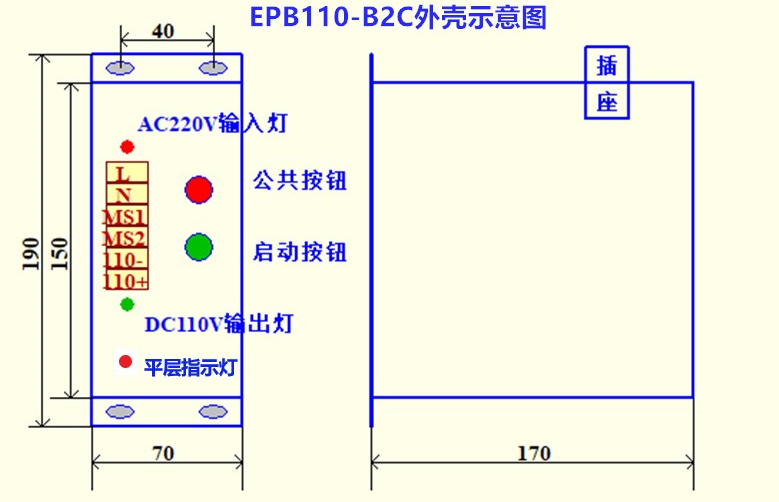 EPB110-B2C外壳示意图
40
插
座
AC220V输入灯
L
N
MS1
MS2
110-
110+
公共按钮
启动按钮
190
150
DC110V输出灯
平层指示灯
70
170